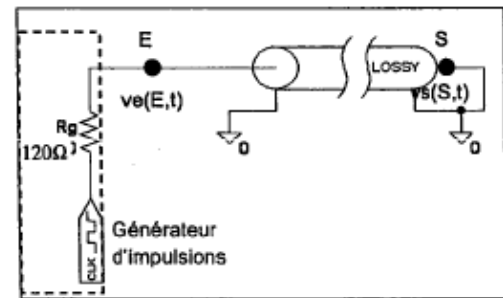 E
S
LOSSY
ve(E,t)
vs(S,t)
Rg
120Ω
0
0
Générateur
d'impulsions
CLK